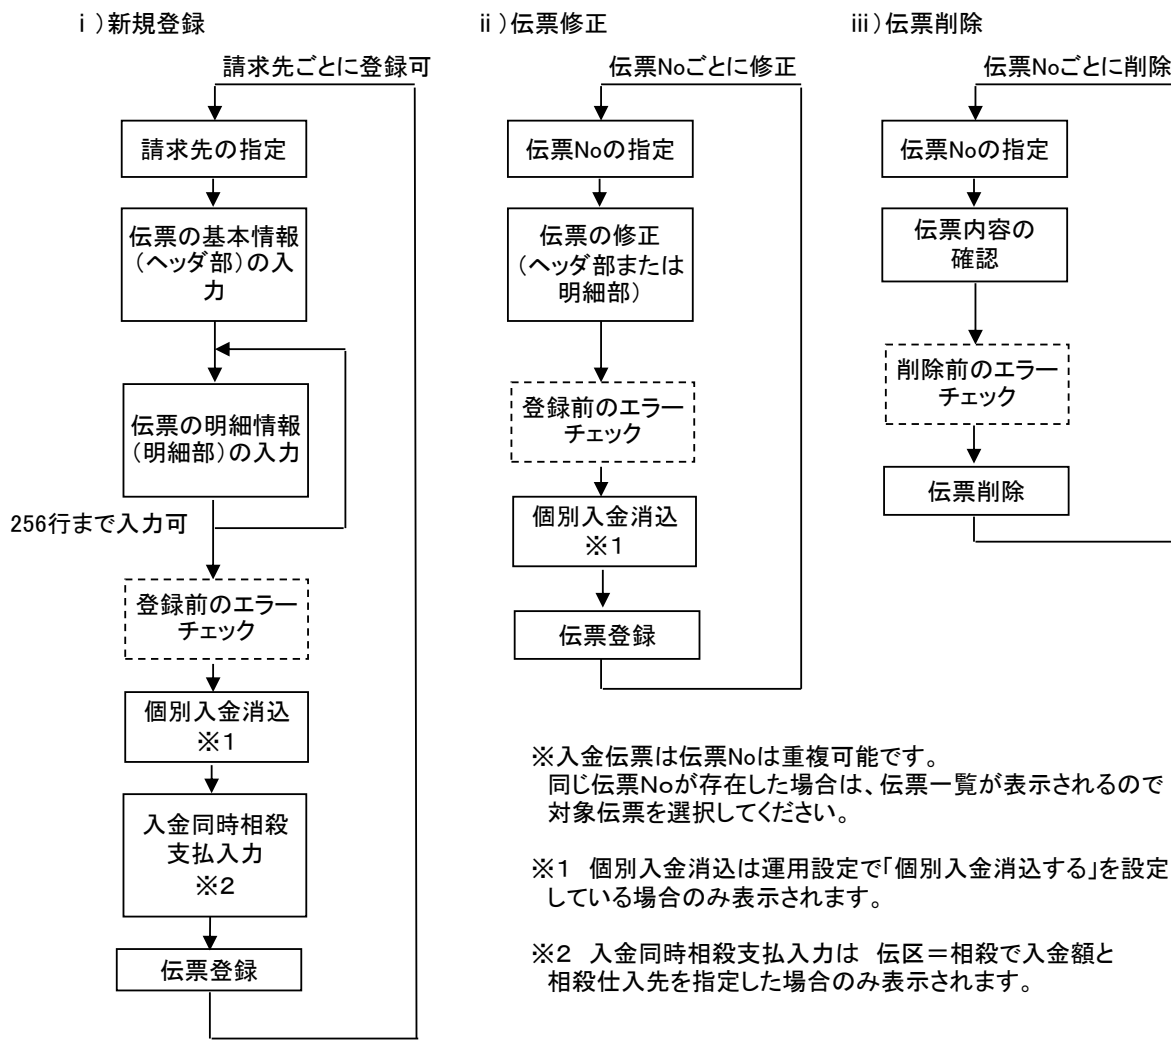 ⅰ)新規登録
請求先ごとに登録可
請求先の指定
伝票の基本情報
(ヘッダ部)の入
力
伝票の明細情報
(明細部)の入力
256行まで入力可
登録前のエラー
チェック
個別入金消込
※1
入金同時相殺
支払入力
※2
伝票登録
ⅱ)伝票修正
伝票Noごとに修正
伝票Noの指定
伝票の修正
(ヘッダ部または
明細部)
登録前のエラー
チェック
個別入金消込
※1
伝票登録
ⅲ)伝票削除
伝票Noごとに削除
伝票Noの指定
伝票内容の
確認
削除前のエラー
チェック
伝票削除
※入金伝票は伝票Noは重複可能です。
同じ伝票Noが存在した場合は、伝票一覧が表示されるので
対象伝票を選択してください。
※1 個別入金消込は運用設定で「個別入金消込する」を設定
している場合のみ表示されます。
※2 入金同時相殺支払入力は 伝区=相殺で入金額と
相殺仕入先を指定した場合のみ表示されます。